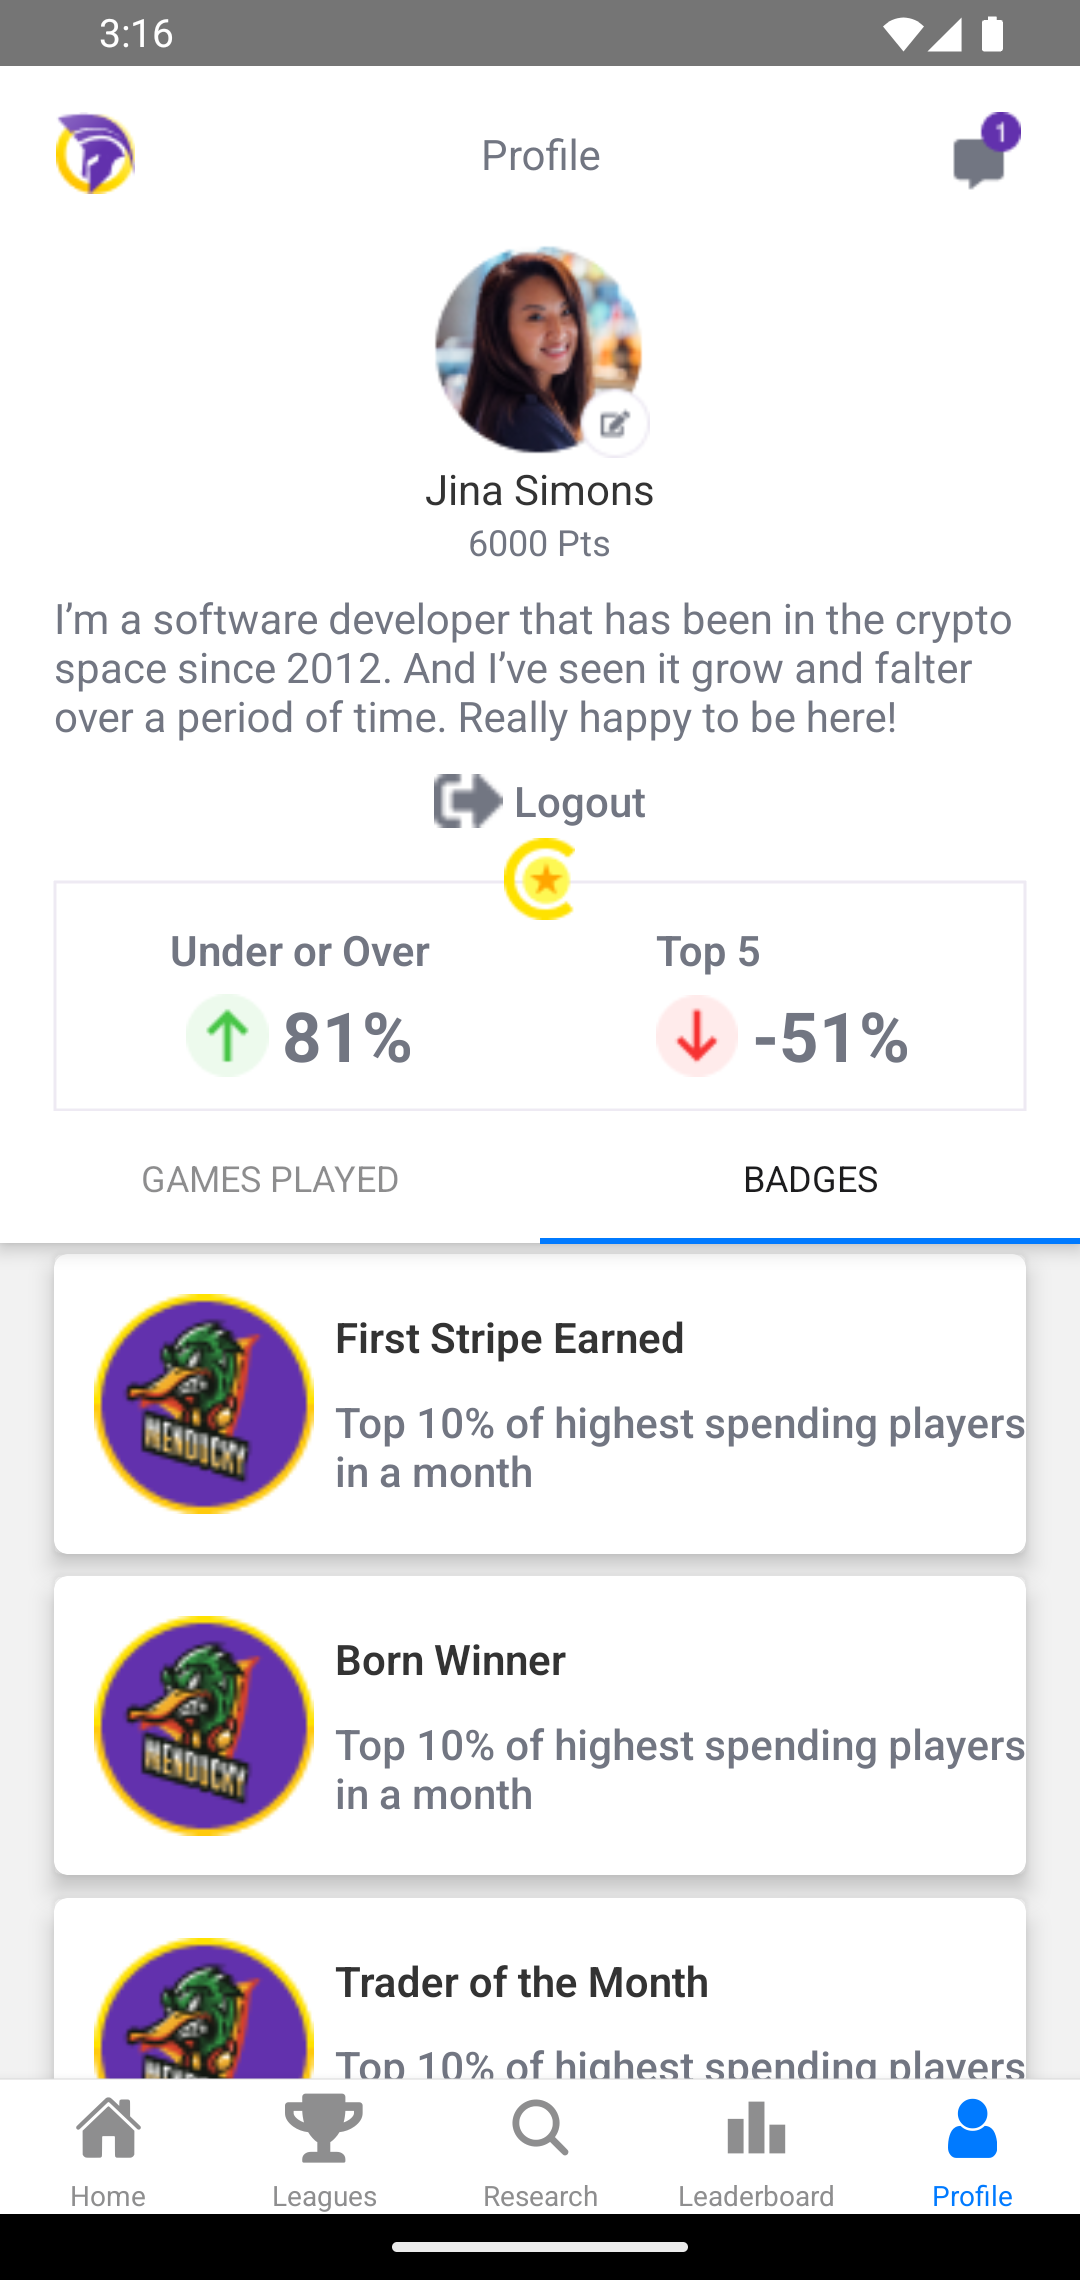 3:16
Profile
1
Jina Simons
6000 Pts
I’m a software developer that has been in the crypto
space since 2012. And I’ve seen it grow and falter
over a period of time. Really happy to be here!
Logout
Under or Over
Top 5
81%
-51%
GAMES PLAYED
BADGES
First Stripe Earned
Top 10% of highest spending players
in a month
MENDUCKY
Born Winner
Top 10% of highest spending players
in a month
MENDUCKY
Trader of the Month
Top 10% of highest spending players
MENDUCKY
Home
Leagues
Research
Leaderboard
Profile